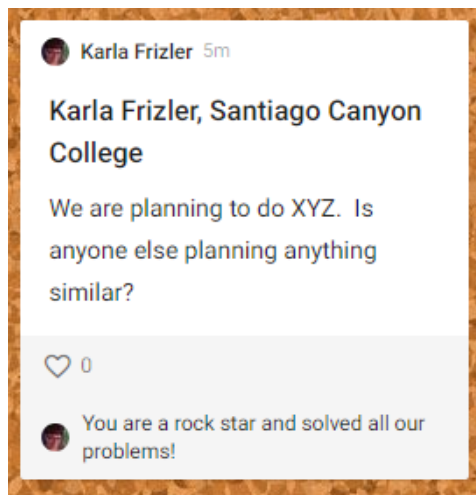 Karla Frizler 5m
Karla Frizler, Santiago Canyon
College
We are planning to do XYZ.  Is
anyone else planning anything
similar?
0
You are a rock star and solved all our
problems!